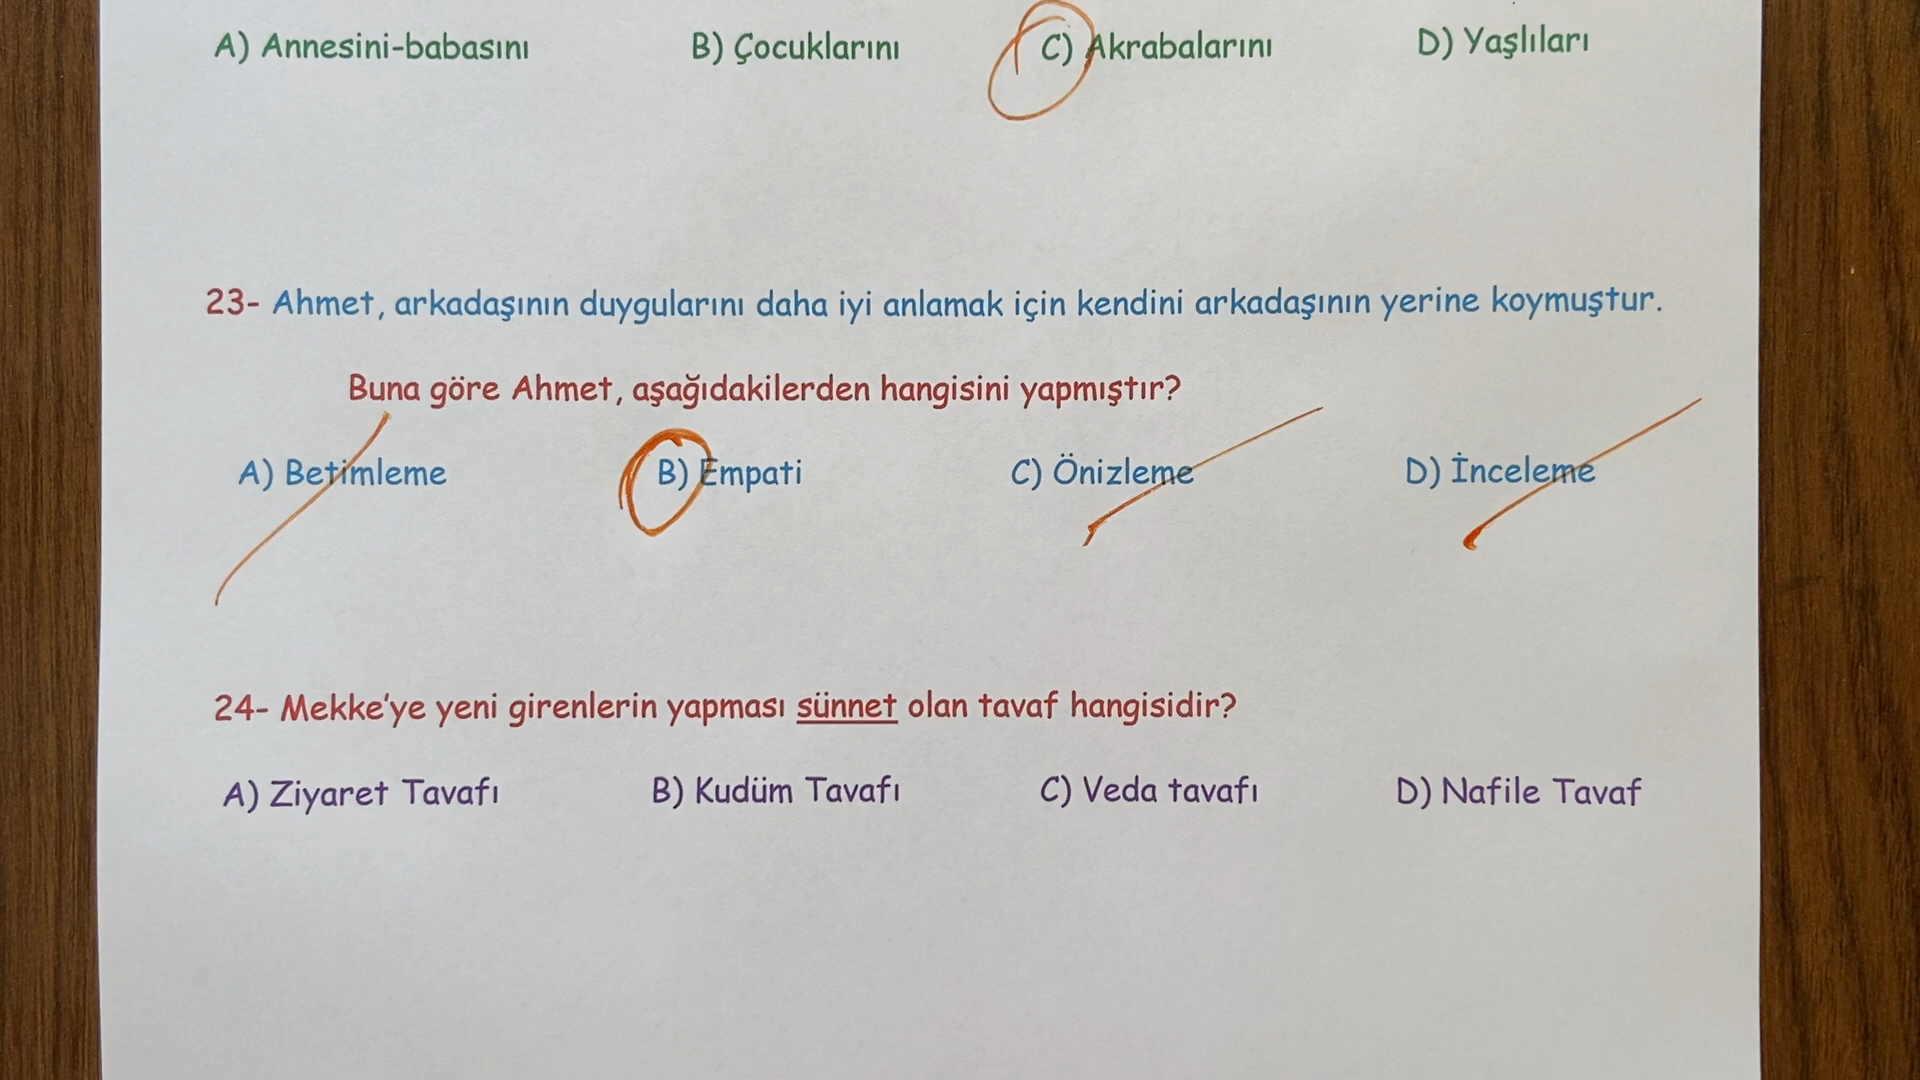 A) Annesini-babasını B) Çocuklarını C) Akrabalarını D) Yaşlıları
23- Ahmet, arkadaşının duygularını daha iyi anlamak için kendini arkadaşının yerine koymuştur.
Buna göre Ahmet, aşağıdakilerden hangisini yapmıştır?
A) Betimleme B) Empati C) Önizleme D) İnceleme
24- Mekke'ye yeni girenlerin yapması sünnet olan tavaf hangisidir?
A) Ziyaret Tavafı B) Kudüm Tavafı C) Veda tavafı D) Nafile Tavaf